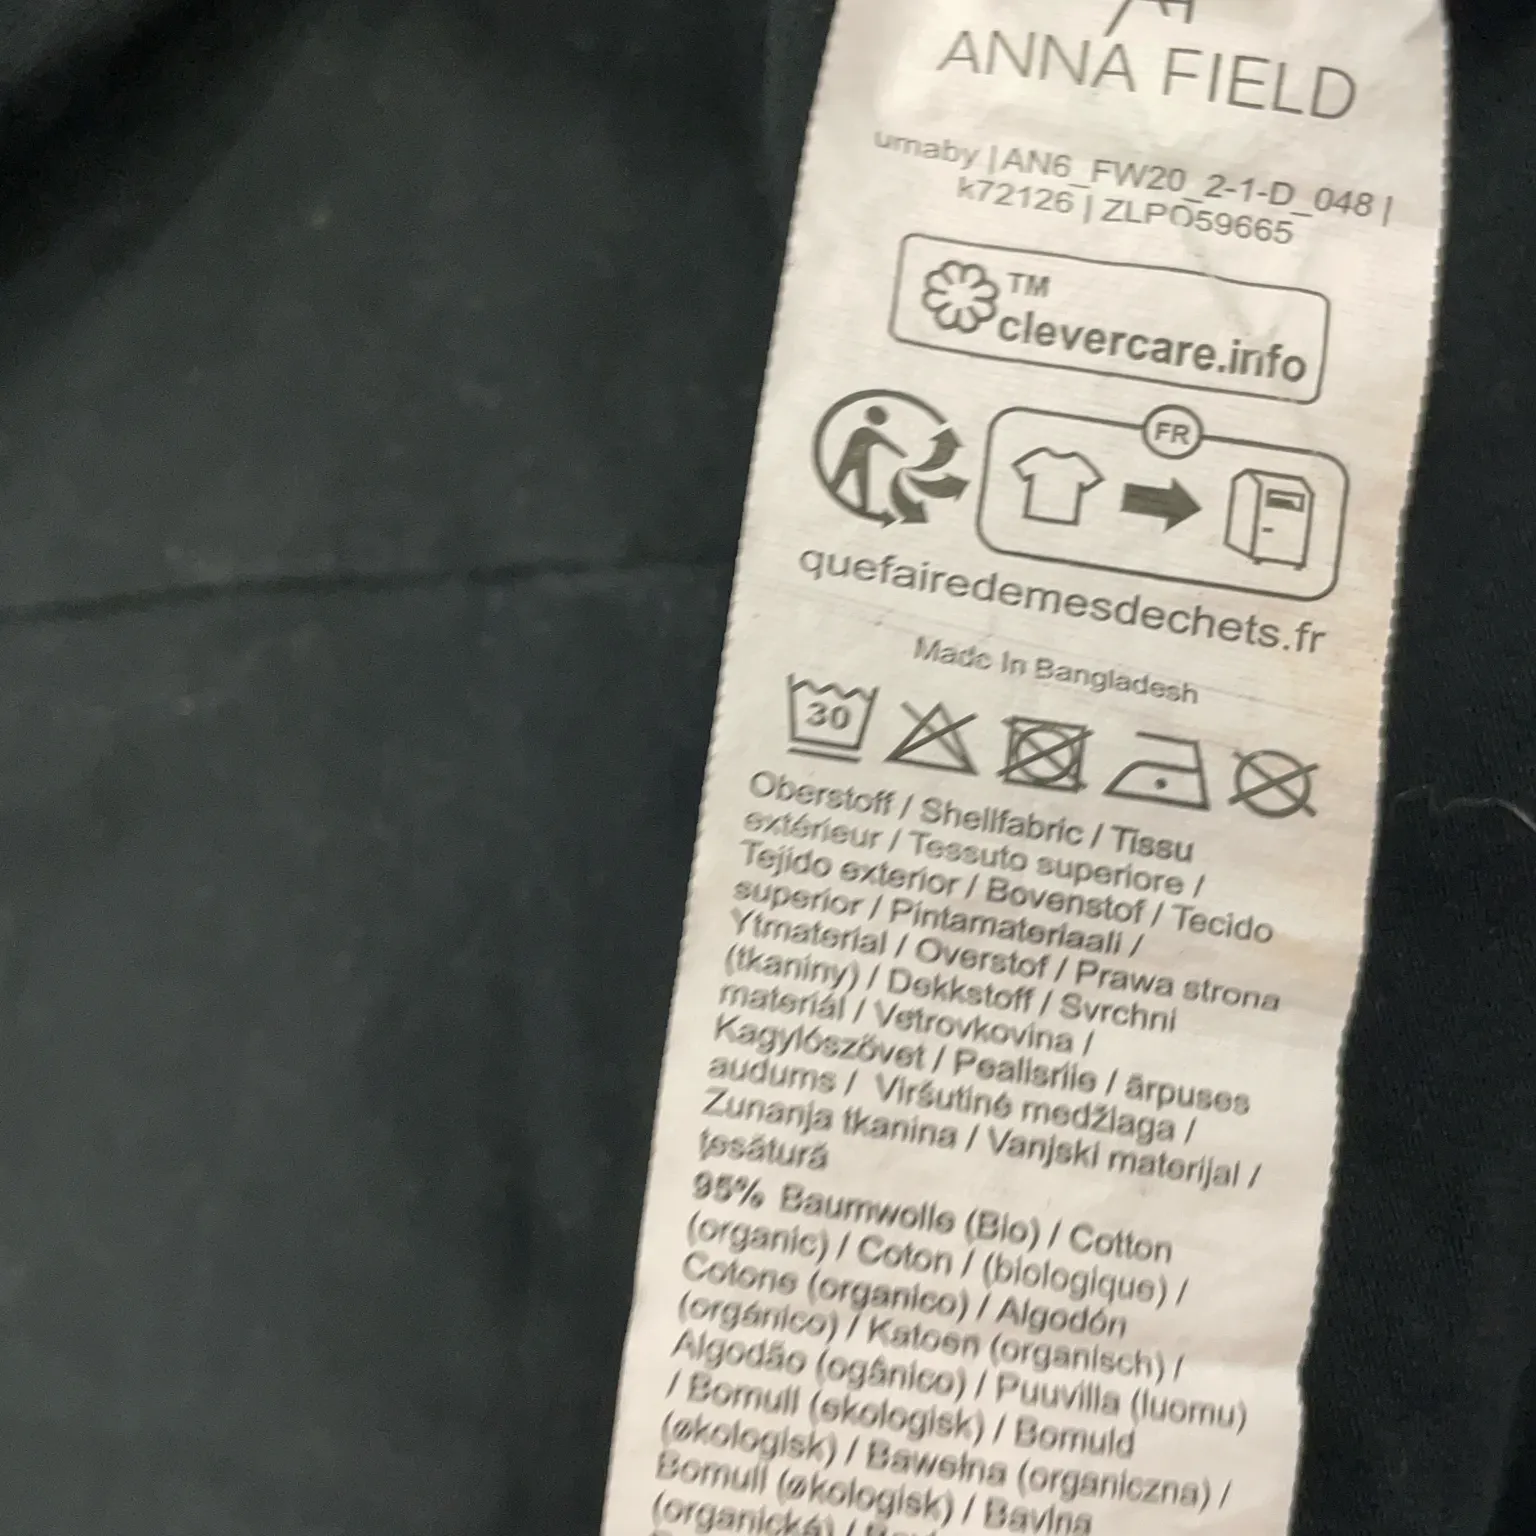 ANNA FIELD
umaby | AN6_FW20_2-1-D_048 |
k72126 | ZLPO59665
TM
clevercare.info
FR
quefairedemesdechets.fr
Made In Bangladesh
30
Oberstoff / Shellfabric / Tissu
extérieur / Tessuto superiore /
Tejido exterior / Bovenstof / Tecido
superior / Pintamateriaali /
Ytmaterial / Overstof / Prawa strona
(tkaniny) / Dekkstoff / Svrchni
materiál / Vetrovkovina /
Kagylószövet / Pealisriie / ārpuses
audums / Viršutinė medžiaga /
Zunanja tkanina / Vanjski materijal /
țesătură
95% Baumwolle (Bio) / Cotton
(organic) / Coton / (biologique) /
Cotone (organico) / Algodón
(orgánico) / Katoen (organisch) /
Algodão (ogânico) / Puuvilla (luomu)
/ Bomull (ekologisk) / Bomuld
(økologisk) / Bawełna (organiczna) /
Bomull (økologisk) / Bavlna
(organická) /